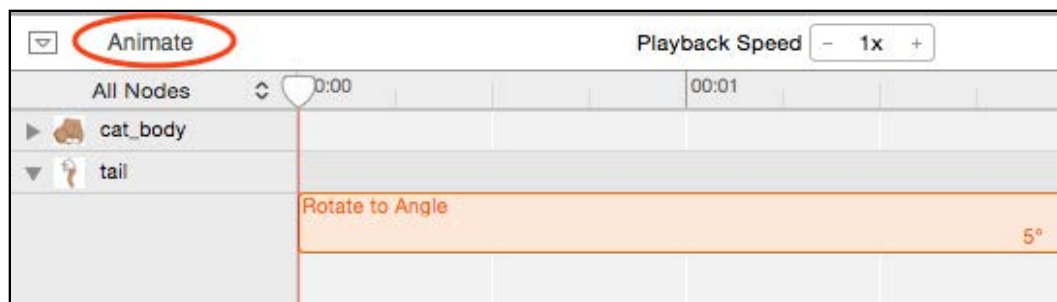 Animate
Playback Speed - 1x +
All Nodes
0:00
00:01
cat_body
tail
Rotate to Angle
5°